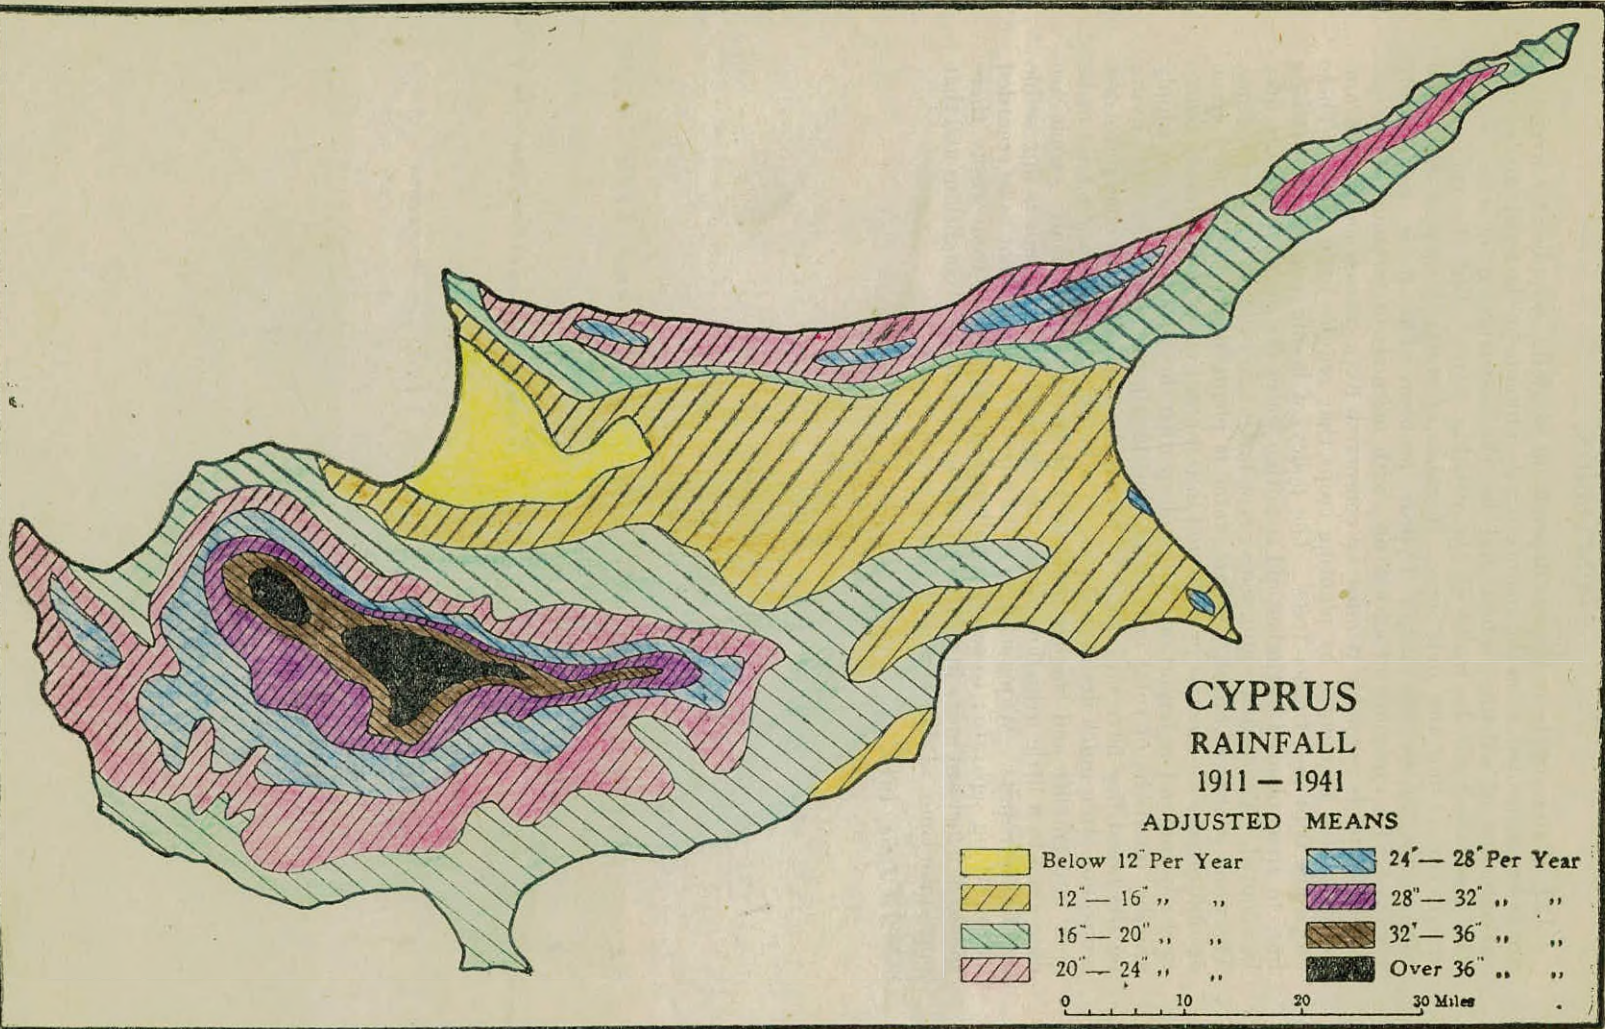 CYPRUS
RAINFALL
1911 — 1941
ADJUSTED MEANS
Below 12" Per Year
12" — 16" ,, ,,
16" — 20" ,, ,,
20" — 24" ,, ,,
24" — 28" Per Year
28" — 32" ,, ,,
32" — 36" ,, ,,
Over 36" ,, ,,
0 10 20 30 Miles